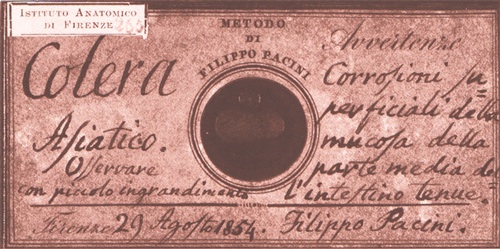 ISTITUTO ANATOMICO
DI FIRENZE
METODO
DI
FILIPPO PACINI
Colera
Asiatico.
Osservare
con piccolo ingrandimento
Firenze 29 Agosto 1854.
Avvertenze
Corrosioni su
perficiali della
mucosa della
parte media del
L'intestino tenue.
Filippo Pacini.